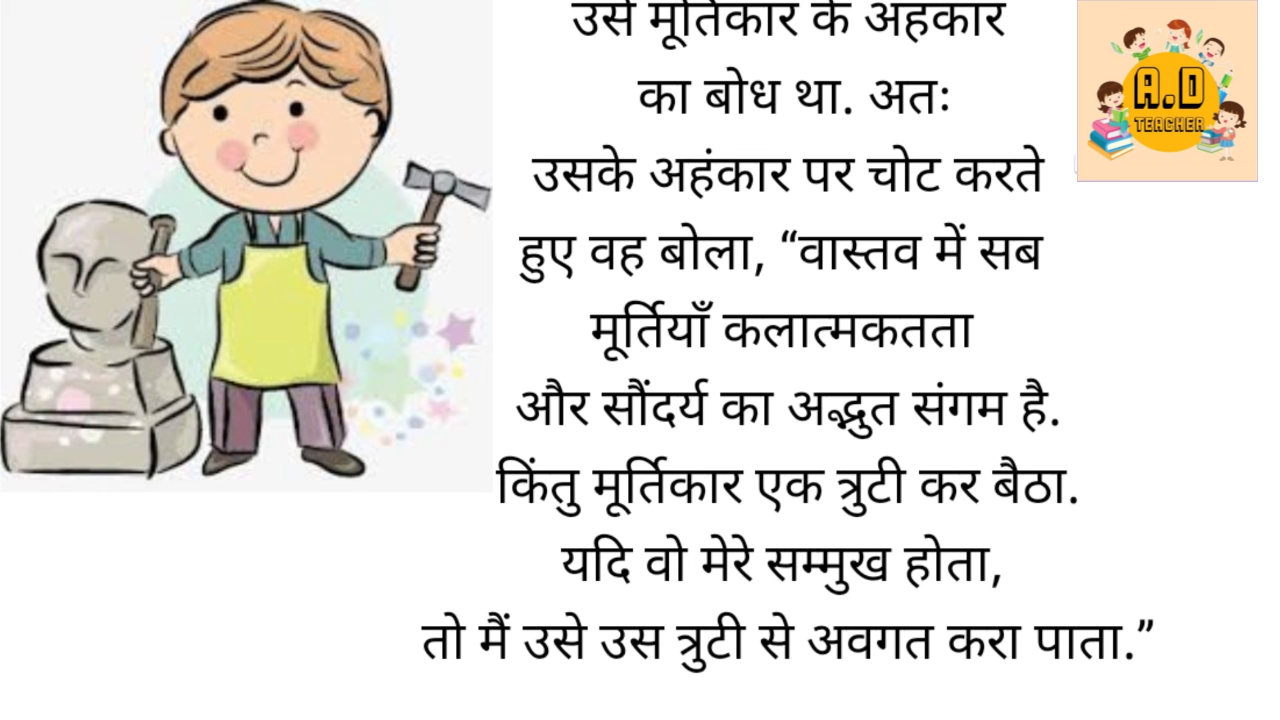 उसे मूर्तिकार के अहंकार
का बोध था. अतः
उसके अहंकार पर चोट करते
हुए वह बोला, “वास्तव में सब
मूर्तियाँ कलात्मकतता
और सौंदर्य का अद्भुत संगम है.
किंतु मूर्तिकार एक त्रुटी कर बैठा.
यदि वो मेरे सम्मुख होता,
तो मैं उसे उस त्रुटी से अवगत करा पाता.”
A.D
TEACHER